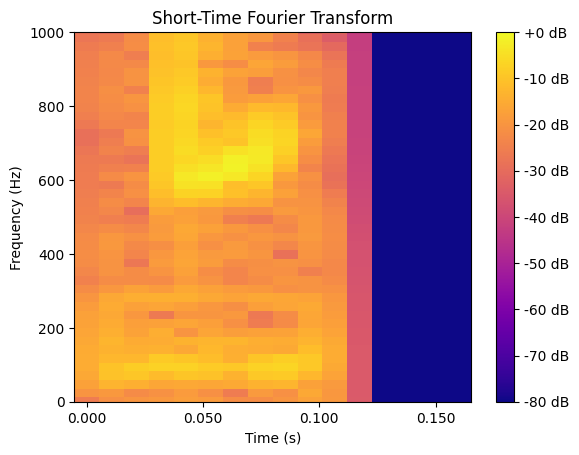 Short-Time Fourier Transform
Frequency (Hz)
1000
800
600
400
200
0
0.000
0.050
0.100
0.150
Time (s)
+0 dB
-10 dB
-20 dB
-30 dB
-40 dB
-50 dB
-60 dB
-70 dB
-80 dB